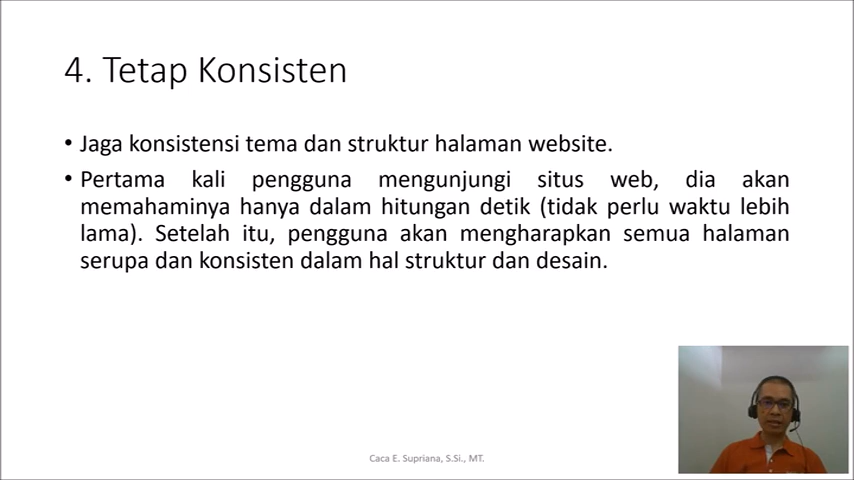 4. Tetap Konsisten
• Jaga konsistensi tema dan struktur halaman website.
• Pertama kali pengguna mengunjungi situs web, dia akan
memahaminya hanya dalam hitungan detik (tidak perlu waktu lebih
lama). Setelah itu, pengguna akan mengharapkan semua halaman
serupa dan konsisten dalam hal struktur dan desain.
Caca E. Supriana, S.Si., MT.